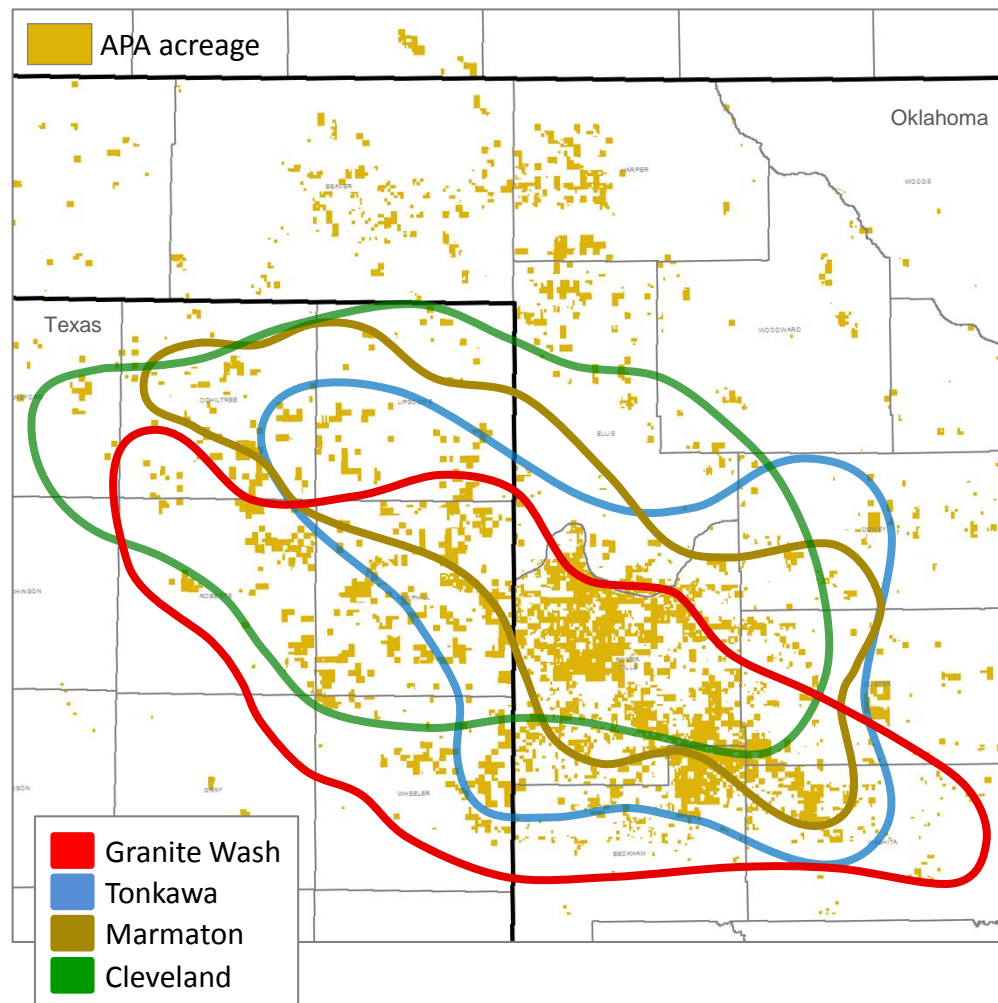 APA acreage
Oklahoma
HARPER
WOODS
BEAVER
Texas
WOODWARD
OCHILTREE
LIPSCOMB
ELLIS
DEWEY
ROBERTS
ROGER
MILLS
GRAY
WHEELER
WASHITA
BECKHAM
Granite Wash
Tonkawa
Marmaton
Cleveland